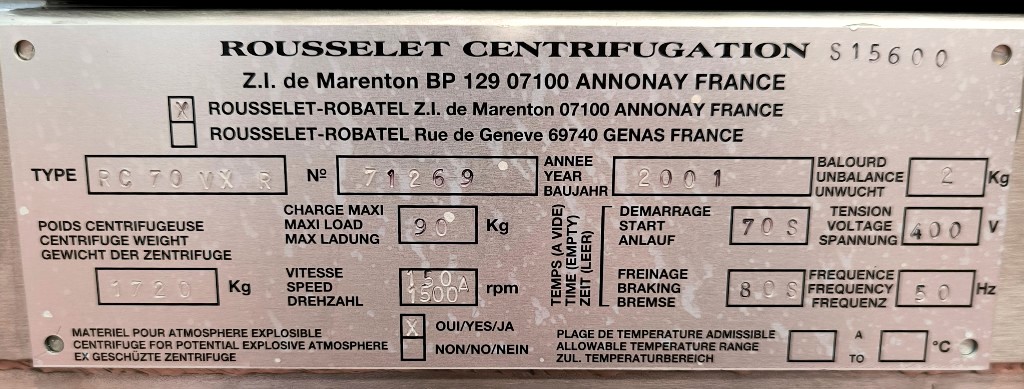 ROUSSELET CENTRIFUGATION S15600
Z.I. de Marenton BP 129 07100 ANNONAY FRANCE
X ROUSSELET-ROBATEL Z.I. de Marenton 07100 ANNONAY FRANCE
ROUSSELET-ROBATEL Rue de Geneve 69740 GENAS FRANCE
TYPE RC 70 VX R
Nº 71269
ANNEE
YEAR
BAUJAHR
2001
BALOURD
UNBALANCE
UNWUCHT
2 Kg
POIDS CENTRIFUGEUSE
CENTRIFUGE WEIGHT
GEWICHT DER ZENTRIFUGE
1720 Kg
CHARGE MAXI
MAXI LOAD
MAX LADUNG
90 Kg
VITESSE
SPEED
DREHZAHL
150 A
1500 rpm
TEMPS (A VIDE)
TIME (EMPTY)
ZEIT (LEER)
DEMARRAGE
START
ANLAUF
70S
FREINAGE
BRAKING
BREMSE
80S
TENSION
VOLTAGE
SPANNUNG
400 V
FREQUENCE
FREQUENCY
FREQUENZ
50 Hz
MATERIEL POUR ATMOSPHERE EXPLOSIBLE
CENTRIFUGE FOR POTENTIAL EXPLOSIVE ATMOSPHERE
EX GESCHÜZTE ZENTRIFUGE
X OUI/YES/JA
NON/NO/NEIN
PLAGE DE TEMPERATURE ADMISSIBLE
ALLOWABLE TEMPERATURE RANGE
ZUL. TEMPERATURBEREICH
A
TO
°C